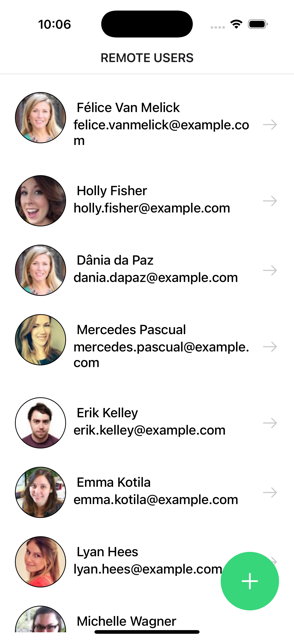 10:06
REMOTE USERS
Félice Van Melick
felice.vanmelick@example.co
m
Holly Fisher
holly.fisher@example.com
Dânia da Paz
dania.dapaz@example.com
Mercedes Pascual
mercedes.pascual@example.
com
Erik Kelley
erik.kelley@example.com
Emma Kotila
emma.kotila@example.com
Lyan Hees
lyan.hees@example.com
Michelle Wagner